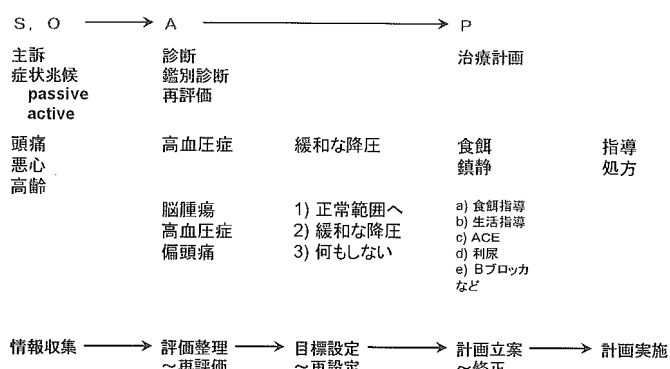 S, O → A → P
主訴 診断 治療計画
症状兆候 鑑別診断
passive 再評価
active
頭痛 高血圧症 緩和な降圧 食餌 指導
悪心 鎮静 処方
高齢
脳腫瘍 1) 正常範囲へ a) 食餌指導
高血圧症 2) 緩和な降圧 b) 生活指導
偏頭痛 3) 何もしない c) ACE
d) 利尿
e) Bブロッカ
など
情報収集 → 評価整理 → 目標設定 → 計画立案 → 計画実施
～再評価 ～再設定 ～修正